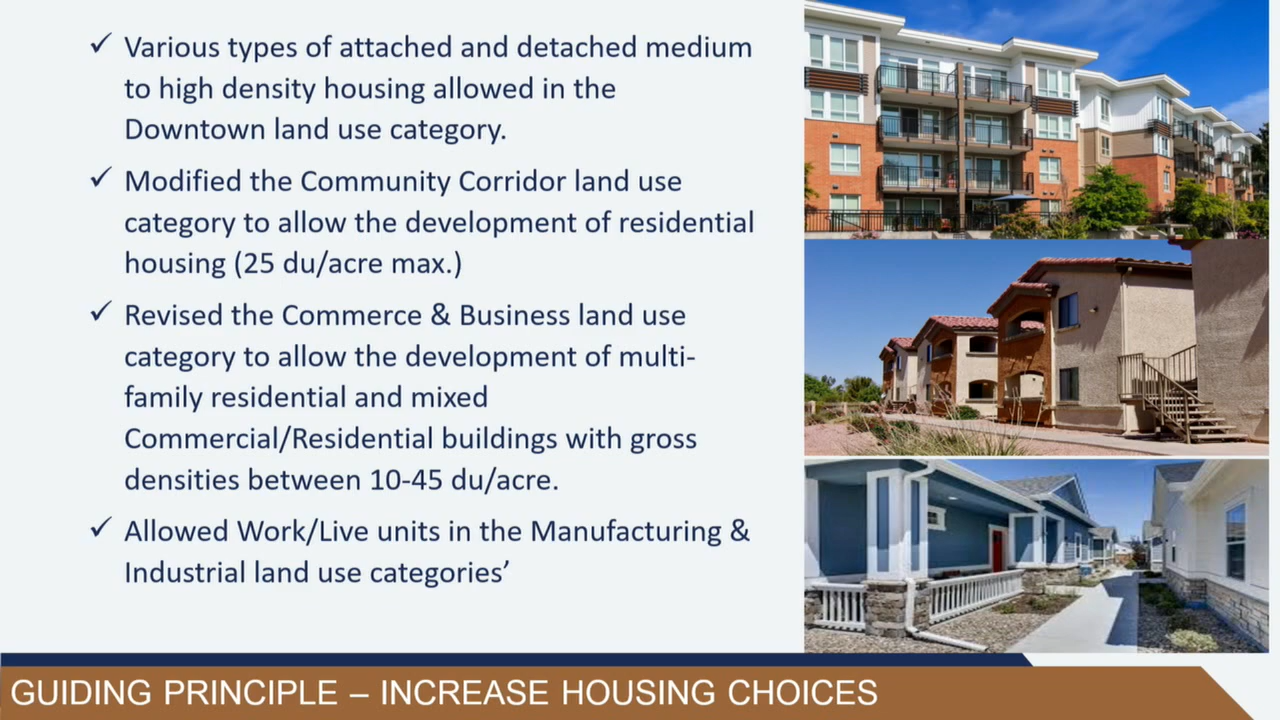 ✓ Various types of attached and detached medium
to high density housing allowed in the
Downtown land use category.
✓ Modified the Community Corridor land use
category to allow the development of residential
housing (25 du/acre max.)
✓ Revised the Commerce & Business land use
category to allow the development of multi-
family residential and mixed
Commercial/Residential buildings with gross
densities between 10-45 du/acre.
✓ Allowed Work/Live units in the Manufacturing &
Industrial land use categories’
GUIDING PRINCIPLE – INCREASE HOUSING CHOICES